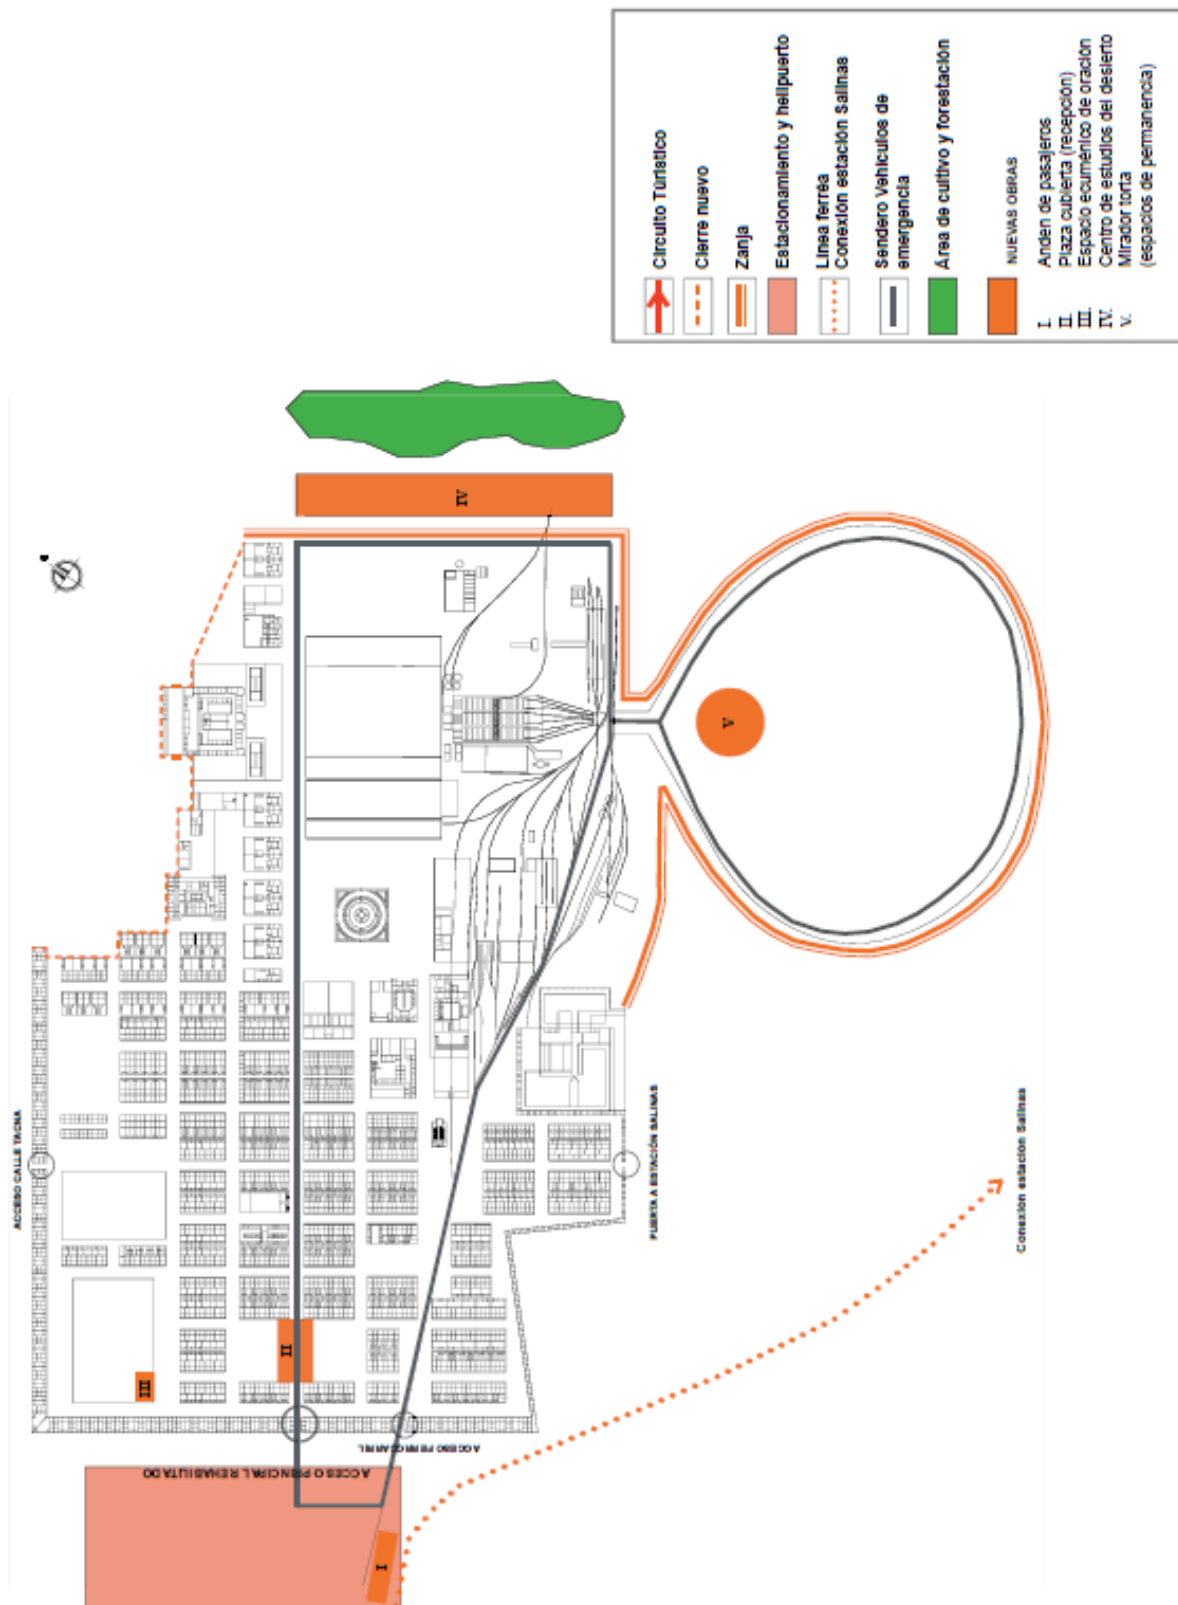 Circuito Túristico
Cierre nuevo
Zanja
Estacionamiento y helipuerto
Línea ferréa
Conexión estación Salinas
Sendero Vehículos de
emergencia
Área de cultivo y forestación
NUEVAS OBRAS
I. Anden de pasajeros
II. Plaza cubierta (recepción)
III. Espacio ecuménico de oración
IV. Centro de estudios del desierto
V. Mirador torta
(espacios de permanencia)
IV
V
II
III
I
ACCESO CALLE TACNA
PUERTA A ESTACIÓN SALINAS
Conexión estación Salinas
ACCESO FERROCARRIL
ACCESO PRINCIPAL REHABILITADO